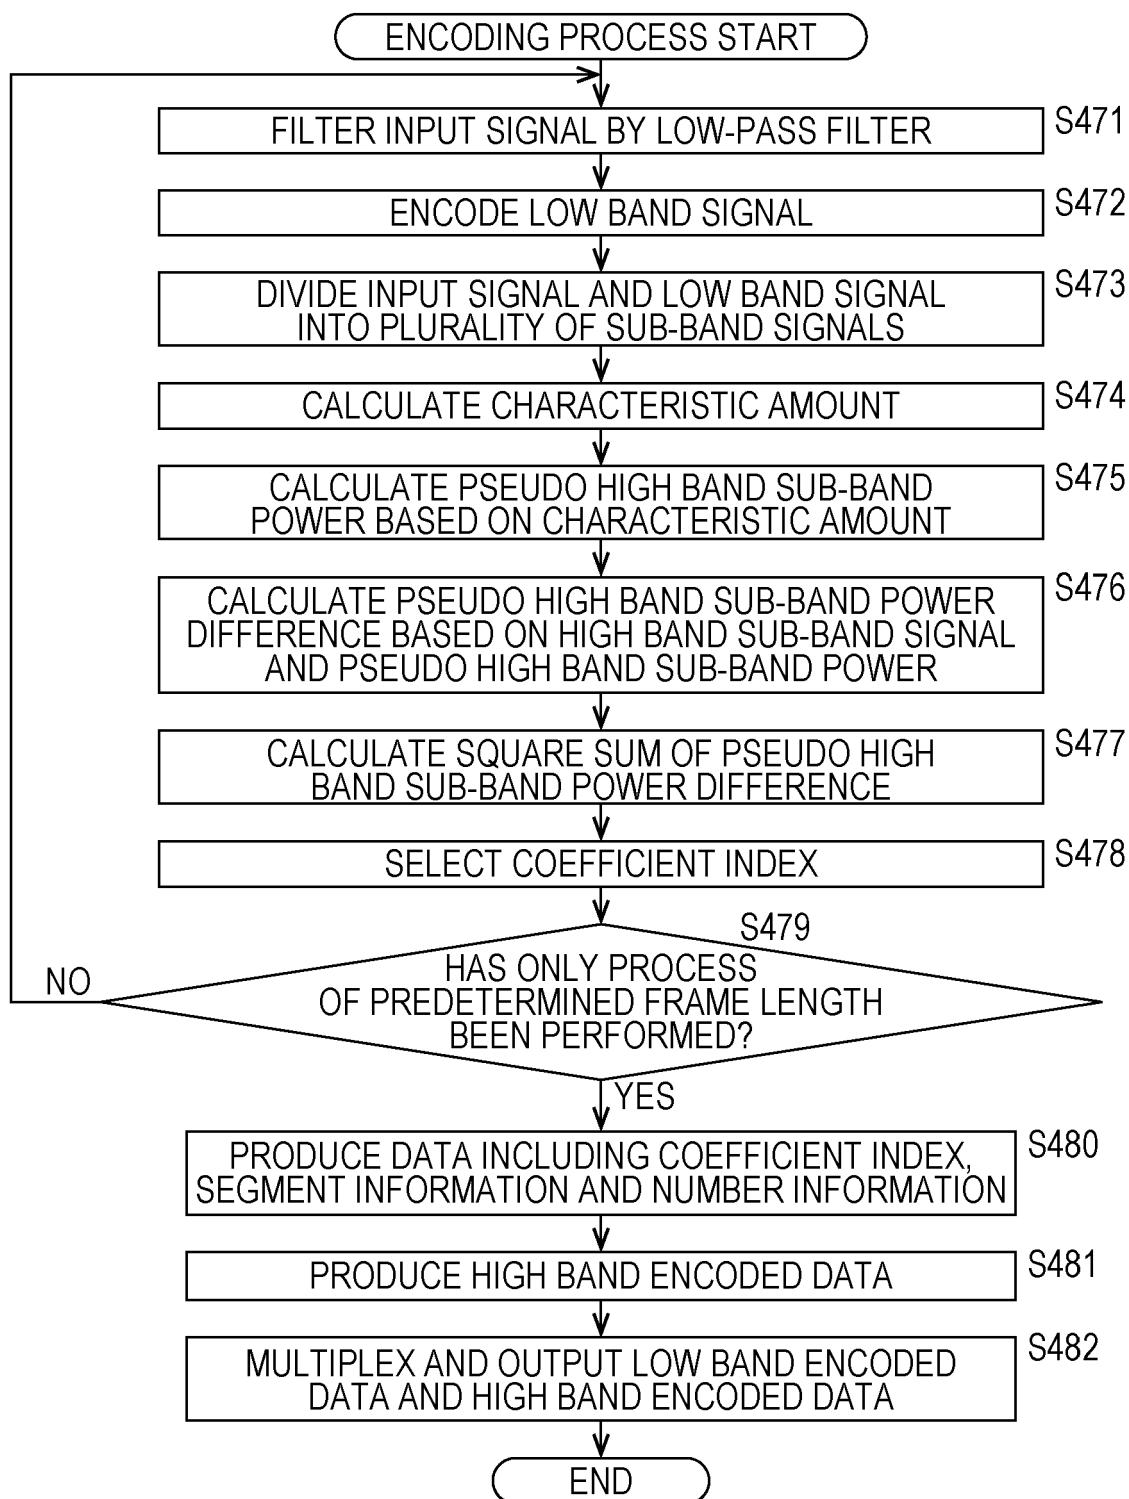 ENCODING PROCESS START
FILTER INPUT SIGNAL BY LOW-PASS FILTER
S471
ENCODE LOW BAND SIGNAL
S472
DIVIDE INPUT SIGNAL AND LOW BAND SIGNAL
INTO PLURALITY OF SUB-BAND SIGNALS
S473
CALCULATE CHARACTERISTIC AMOUNT
S474
CALCULATE PSEUDO HIGH BAND SUB-BAND
POWER BASED ON CHARACTERISTIC AMOUNT
S475
CALCULATE PSEUDO HIGH BAND SUB-BAND POWER
DIFFERENCE BASED ON HIGH BAND SUB-BAND SIGNAL
AND PSEUDO HIGH BAND SUB-BAND POWER
S476
CALCULATE SQUARE SUM OF PSEUDO HIGH
BAND SUB-BAND POWER DIFFERENCE
S477
SELECT COEFFICIENT INDEX
S478
S479
HAS ONLY PROCESS
OF PREDETERMINED FRAME LENGTH
BEEN PERFORMED?
NO
YES
PRODUCE DATA INCLUDING COEFFICIENT INDEX,
SEGMENT INFORMATION AND NUMBER INFORMATION
S480
PRODUCE HIGH BAND ENCODED DATA
S481
MULTIPLEX AND OUTPUT LOW BAND ENCODED
DATA AND HIGH BAND ENCODED DATA
S482
END